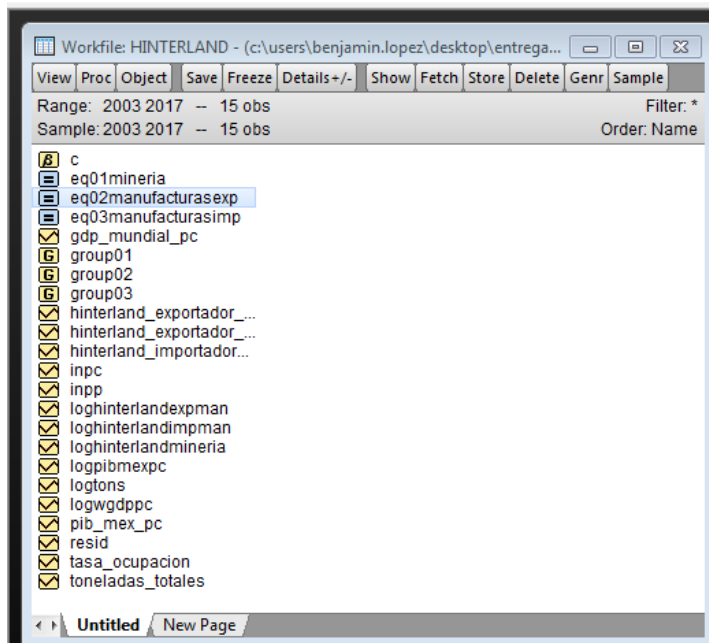 Workfile: HINTERLAND - (c:\users\benjamin.lopez\desktop\entrega...
View Proc Object Save Freeze Details+/- Show Fetch Store Delete Genr Sample
Range: 2003 2017 -- 15 obs Filter: *
Sample: 2003 2017 -- 15 obs Order: Name
β c
= eq01mineria
= eq02manufacturasexp
= eq03manufacturasimp
gdp_mundial_pc
G group01
G group02
G group03
hinterland_exportador_...
hinterland_exportador_...
hinterland_importador...
inpc
inpp
loghinterlandexpman
loghinterlandimpman
loghinterlandmineria
logpibmexpc
logtons
logwgdppc
pib_mex_pc
resid
tasa_ocupacion
toneladas_totales
Untitled New Page